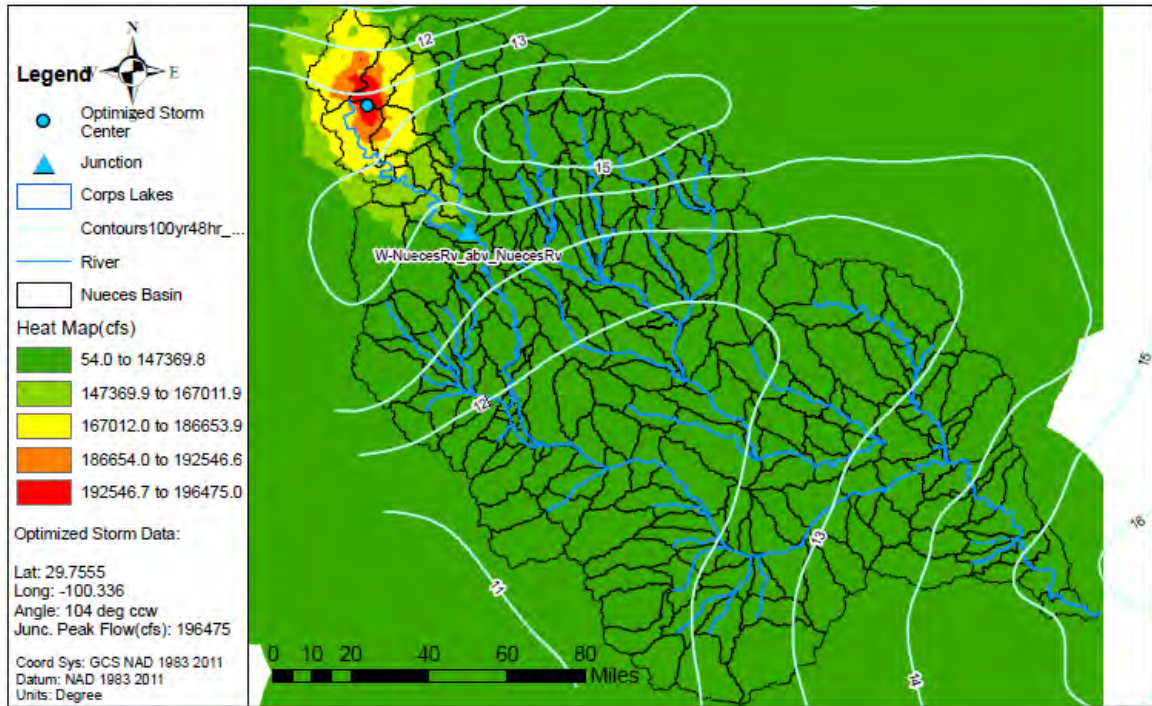 N
W
E
S
Legend
Optimized Storm
Center
Junction
Corps Lakes
Contours100yr48hr_...
River
Nueces Basin
Heat Map(cfs)
54.0 to 147369.8
147369.9 to 167011.9
167012.0 to 186653.9
186654.0 to 192546.6
192546.7 to 196475.0
Optimized Storm Data:
Lat: 29.7555
Long: -100.336
Angle: 104 deg ccw
Junc. Peak Flow(cfs): 196475
Coord Sys: GCS NAD 1983 2011
Datum: NAD 1983 2011
Units: Degree
12
13
15
W-NuecesRv_abv_NuecesRv
12
15
16
13
11
14
0 10 20 40 60 80
Miles